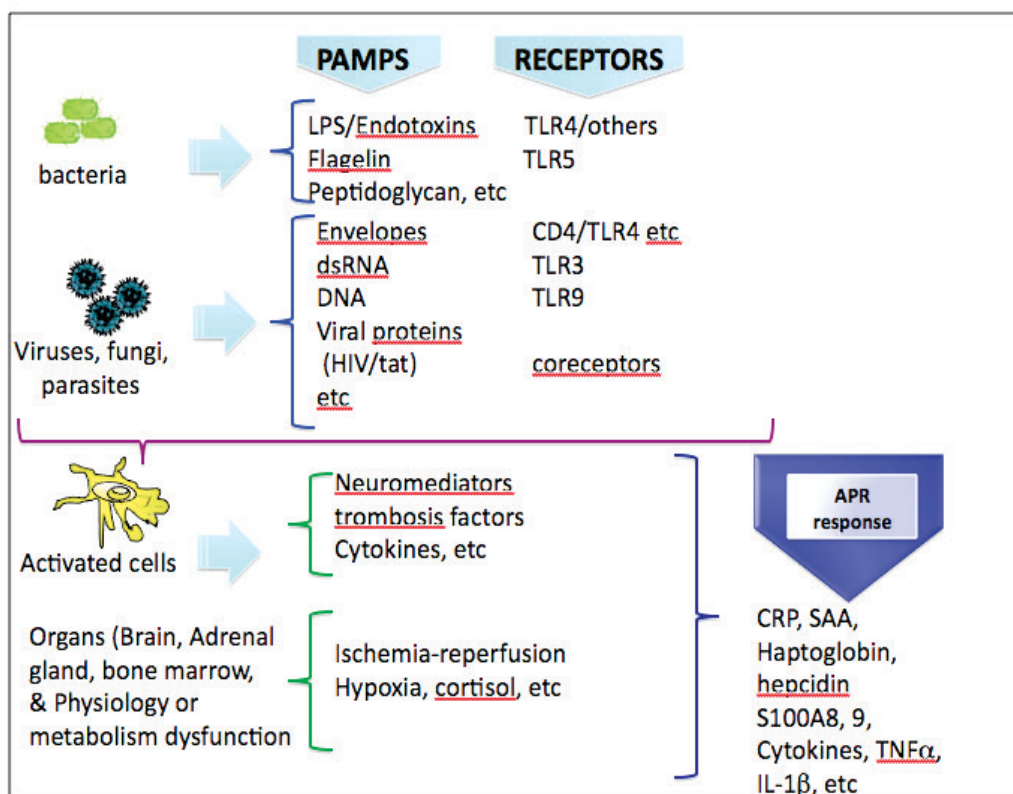 PAMPS
RECEPTORS
bacteria
LPS/Endotoxins
TLR4/others
Flagelin
TLR5
Peptidoglycan, etc
Viruses, fungi,
parasites
Envelopes
CD4/TLR4 etc
dsRNA
TLR3
DNA
TLR9
Viral proteins
(HIV/tat)
coreceptors
etc
Activated cells
Neuromediators
trombosis factors
Cytokines, etc
Organs (Brain, Adrenal
gland, bone marrow,
& Physiology or
metabolism dysfunction
Ischemia-reperfusion
Hypoxia, cortisol, etc
APR
response
CRP, SAA,
Haptoglobin,
hepcidin
S100A8, 9,
Cytokines, TNFα,
IL-1β, etc